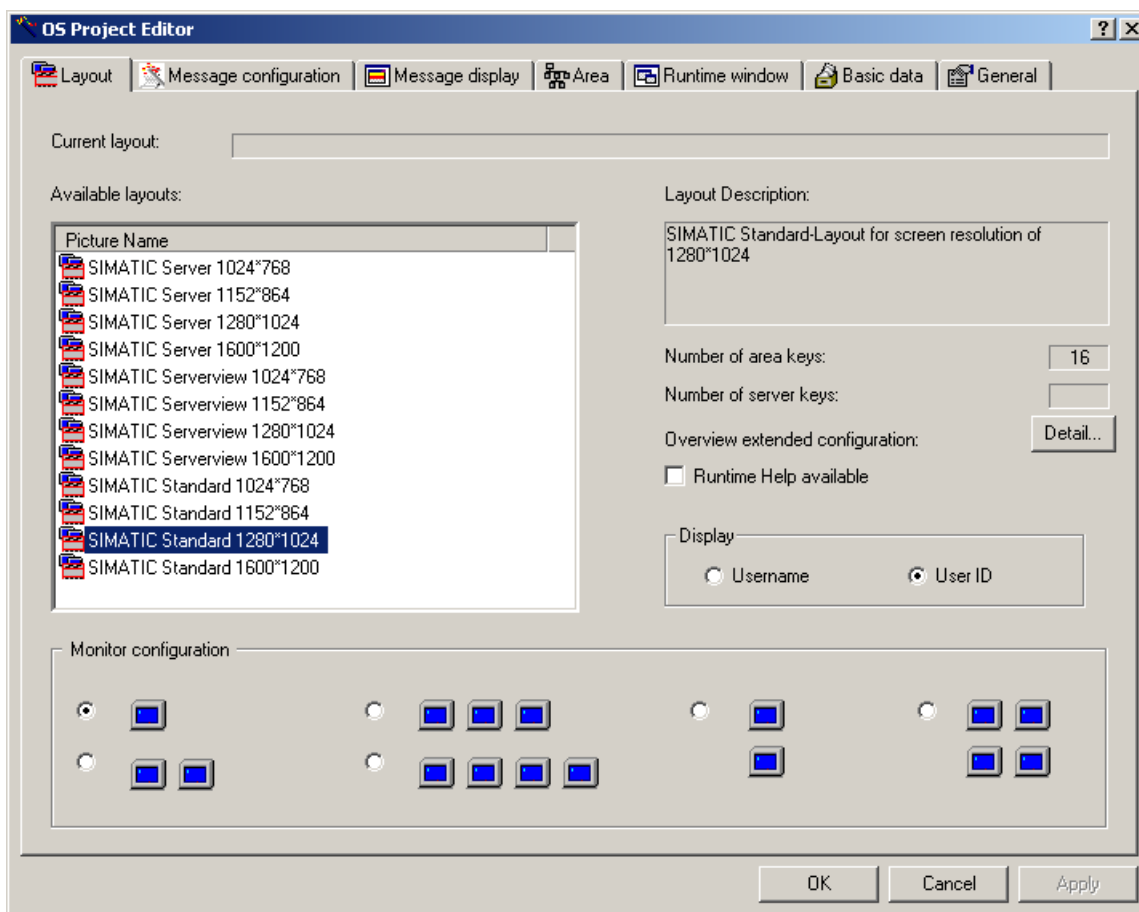 OS Project Editor
Layout
Message configuration
Message display
Area
Runtime window
Basic data
General
Current layout:
Available layouts:
Picture Name
SIMATIC Server 1024*768
SIMATIC Server 1152*864
SIMATIC Server 1280*1024
SIMATIC Server 1600*1200
SIMATIC Serverview 1024*768
SIMATIC Serverview 1152*864
SIMATIC Serverview 1280*1024
SIMATIC Serverview 1600*1200
SIMATIC Standard 1024*768
SIMATIC Standard 1152*864
SIMATIC Standard 1280*1024
SIMATIC Standard 1600*1200
Layout Description:
SIMATIC Standard-Layout for screen resolution of
1280*1024
Number of area keys: 16
Number of server keys:
Overview extended configuration: Detail...
Runtime Help available
Display
Username
User ID
Monitor configuration
OK
Cancel
Apply